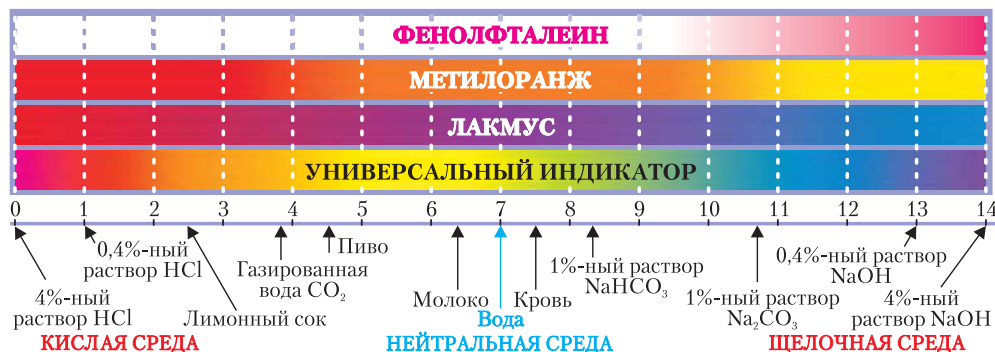 ФЕНОЛФТАЛЕИН
МЕТИЛОРАНЖ
ЛАКМУС
УНИВЕРСАЛЬНЫЙ ИНДИКАТОР
0 1 2 3 4 5 6 7 8 9 10 11 12 13 14
4%-ный
раствор HCl
0,4%-ный
раствор HCl
Лимонный сок
Газированная
вода CO₂
Пиво
Молоко
Вода
Кровь
1%-ный раствор
NaHCO₃
1%-ный раствор
Na₂CO₃
0,4%-ный раствор
NaOH
4%-ный
раствор NaOH
КИСЛАЯ СРЕДА
НЕЙТРАЛЬНАЯ СРЕДА
ЩЕЛОЧНАЯ СРЕДА